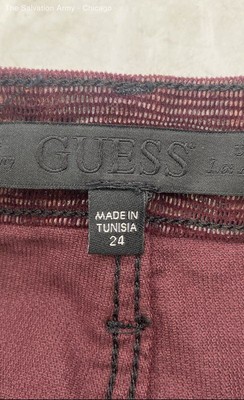 The Salvation Army - Chicago
GUESS
MADE IN
TUNISIA
24